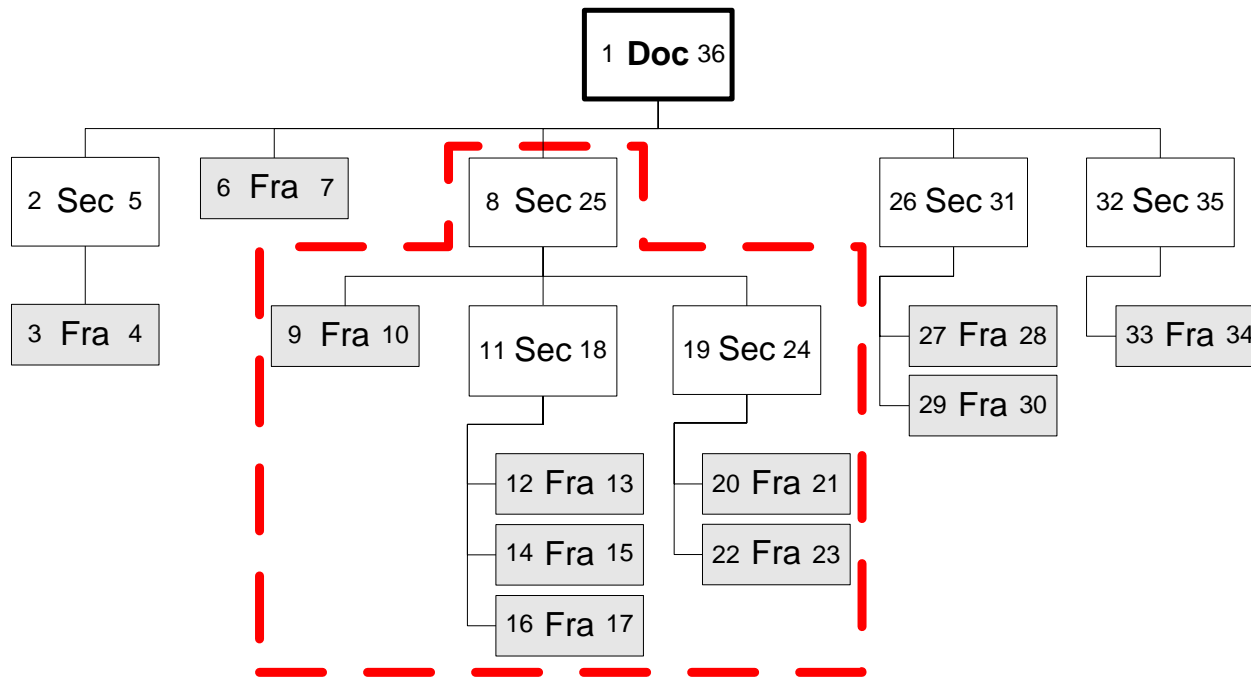 1 Doc 36
2 Sec 5
6 Fra 7
8 Sec 25
26 Sec 31
32 Sec 35
3 Fra 4
9 Fra 10
11 Sec 18
19 Sec 24
27 Fra 28
33 Fra 34
29 Fra 30
12 Fra 13
20 Fra 21
14 Fra 15
22 Fra 23
16 Fra 17